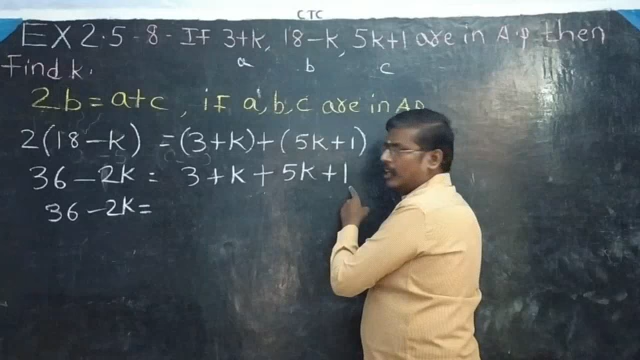 CTC
EX 2.5-8- If 3+k, 18-k, 5k+1 are in A.p then
find k.
a b c
2b = a+c, if a, b, c are in A.P
2(18-k) = (3+k)+(5k+1)
36-2k = 3+k+5k+1
36-2k=